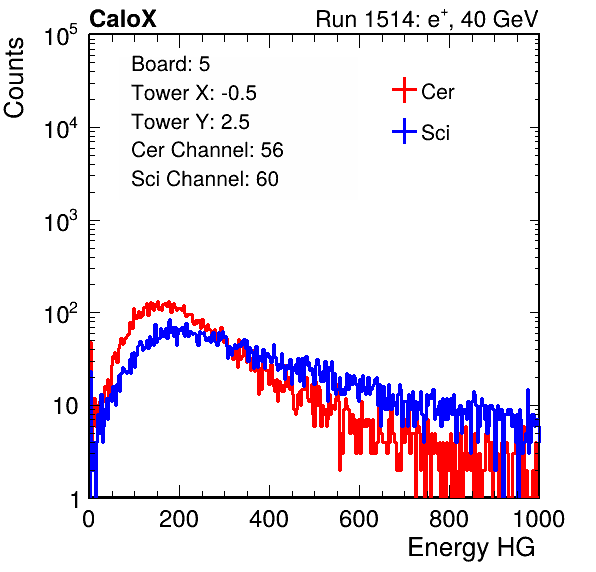 CaloX Run 1514: e⁺, 40 GeV
Counts
Board: 5
Tower X: -0.5
Tower Y: 2.5
Cer Channel: 56
Sci Channel: 60
Cer
Sci
10⁵
10⁴
10³
10²
10
1
0 200 400 600 800 1000
Energy HG